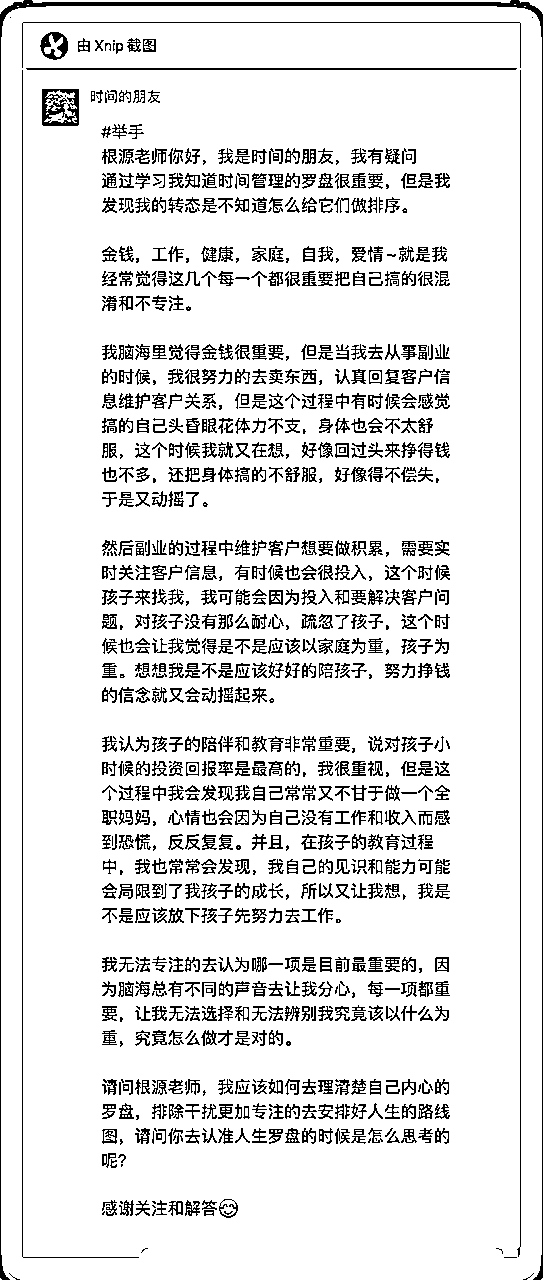 由 Xnip 截图
时间的朋友
#举手
根源老师你好，我是时间的朋友，我有疑问
通过学习我知道时间管理的罗盘很重要，但是我
发现我的转态是不知道怎么给它们做排序。
金钱，工作，健康，家庭，自我，爱情~就是我
经常觉得这几个每一个都很重要把自己搞的很混
淆和不专注。
我脑海里觉得金钱很重要，但是当我去从事副业
的时候，我很努力的去卖东西，认真回复客户信
息维护客户关系，但是这个过程中有时候会感觉
搞的自己头昏眼花体力不支，身体也会不太舒
服，这个时候我就又在想，好像回过头来挣得钱
也不多，还把身体搞的不舒服，好像得不偿失，
于是又动摇了。
然后副业的过程中维护客户想要做积累，需要实
时关注客户信息，有时候也会很投入，这个时候
孩子来找我，我可能会因为投入和要解决客户问
题，对孩子没有那么耐心，疏忽了孩子，这个时
候也会让我觉得是不是应该以家庭为重，孩子为
重。想想我是不是应该好好的陪孩子，努力挣钱
的信念就又会动摇起来。
我认为孩子的陪伴和教育非常重要，说对孩子小
时候的投资回报率是最高的，我很重视，但是这
个过程中我会发现我自己常常又不甘于做一个全
职妈妈，心情也会因为自己没有工作和收入而感
到恐慌，反反复复。并且，在孩子的教育过程
中，我也常常会发现，我自己的见识和能力可能
会局限到了我孩子的成长，所以又让我想，我是
不是应该放下孩子先努力去工作。
我无法专注的去认为哪一项是目前最重要的，因
为脑海总有不同的声音去让我分心，每一项都重
要，让我无法选择和无法辨别我究竟该以什么为
重，究竟怎么做才是对的。
请问根源老师，我应该如何去理清楚自己内心的
罗盘，排除干扰更加专注的去安排好人生的路线
图，请问你去认准人生罗盘的时候是怎么思考的
呢?
感谢关注和解答😊